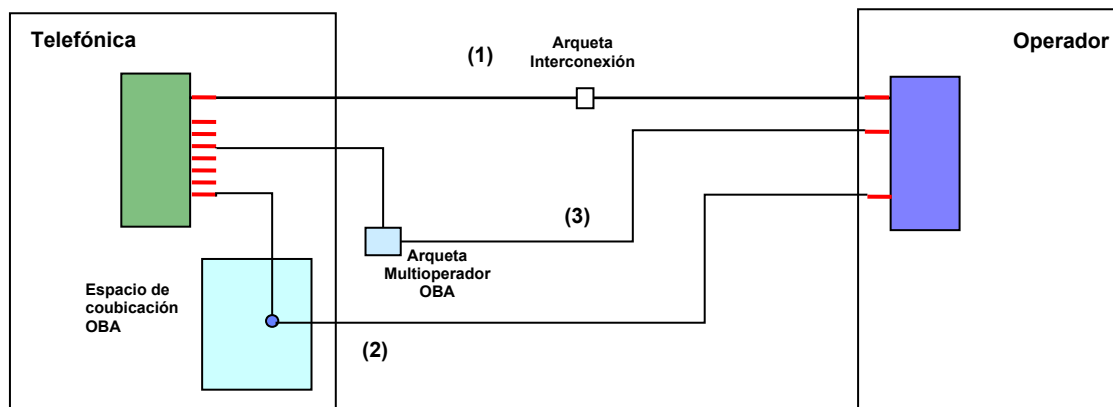 Telefónica
(1)
Arqueta
Interconexión
Operador
(3)
Arqueta
Multioperador
OBA
Espacio de
coubicación
OBA
(2)